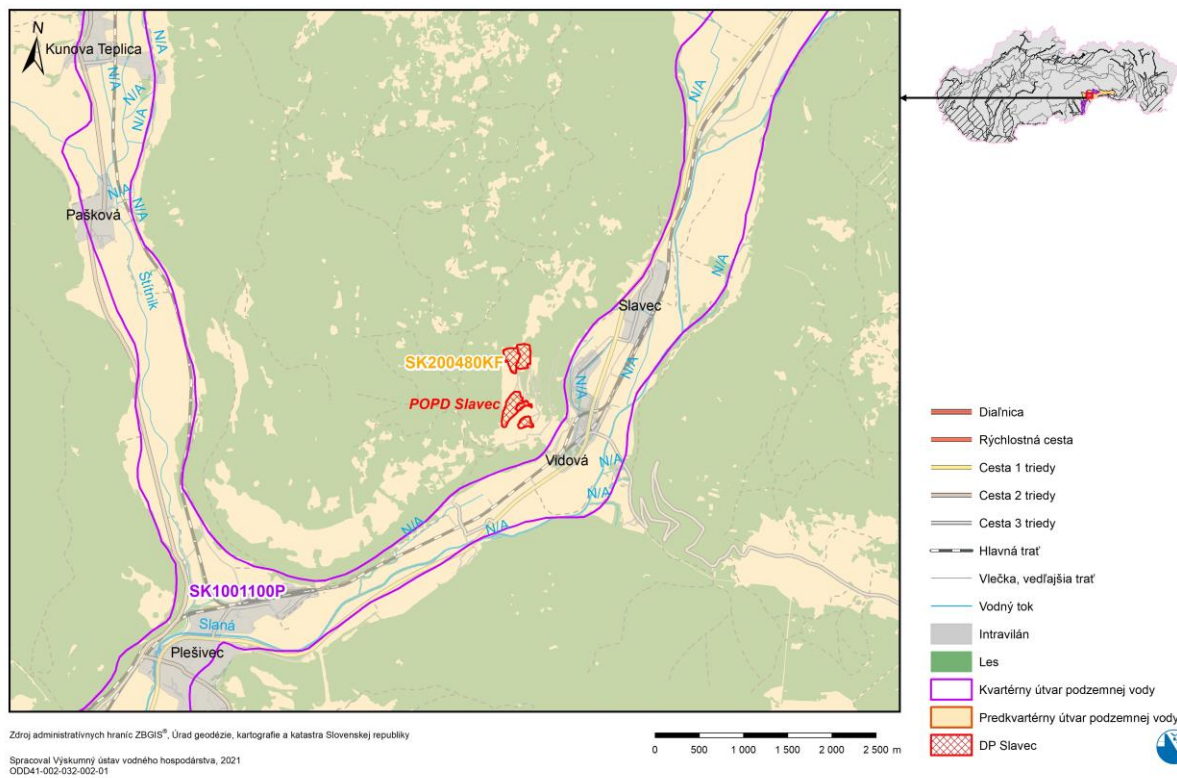 N
Kunova Teplica
N/A
N/A
N/A
N/A
N/A
N/A
Pašková
N/A
N/A
Štítnik
N/A
Slavec
SK200480KF
N/A
N/A
POPD Slavec
Vidová
N/A
N/A
N/A
N/A
SK1001100P
Slaná
Plešivec
Diaľnica
Rýchlostná cesta
Cesta 1 triedy
Cesta 2 triedy
Cesta 3 triedy
Hlavná trať
Vlečka, vedľajšia trať
Vodný tok
Intravilán
Les
Kvartérny útvar podzemnej vody
Predkvartérny útvar podzemnej vody
DP Slavec
Zdroj administratívnych hraníc ZBGIS®, Úrad geodézie, kartografie a katastra Slovenskej republiky
0 500 1 000 1 500 2 000 2 500 m
Spracoval Výskumný ústav vodného hospodárstva, 2021
ODD41-002-032-002-01